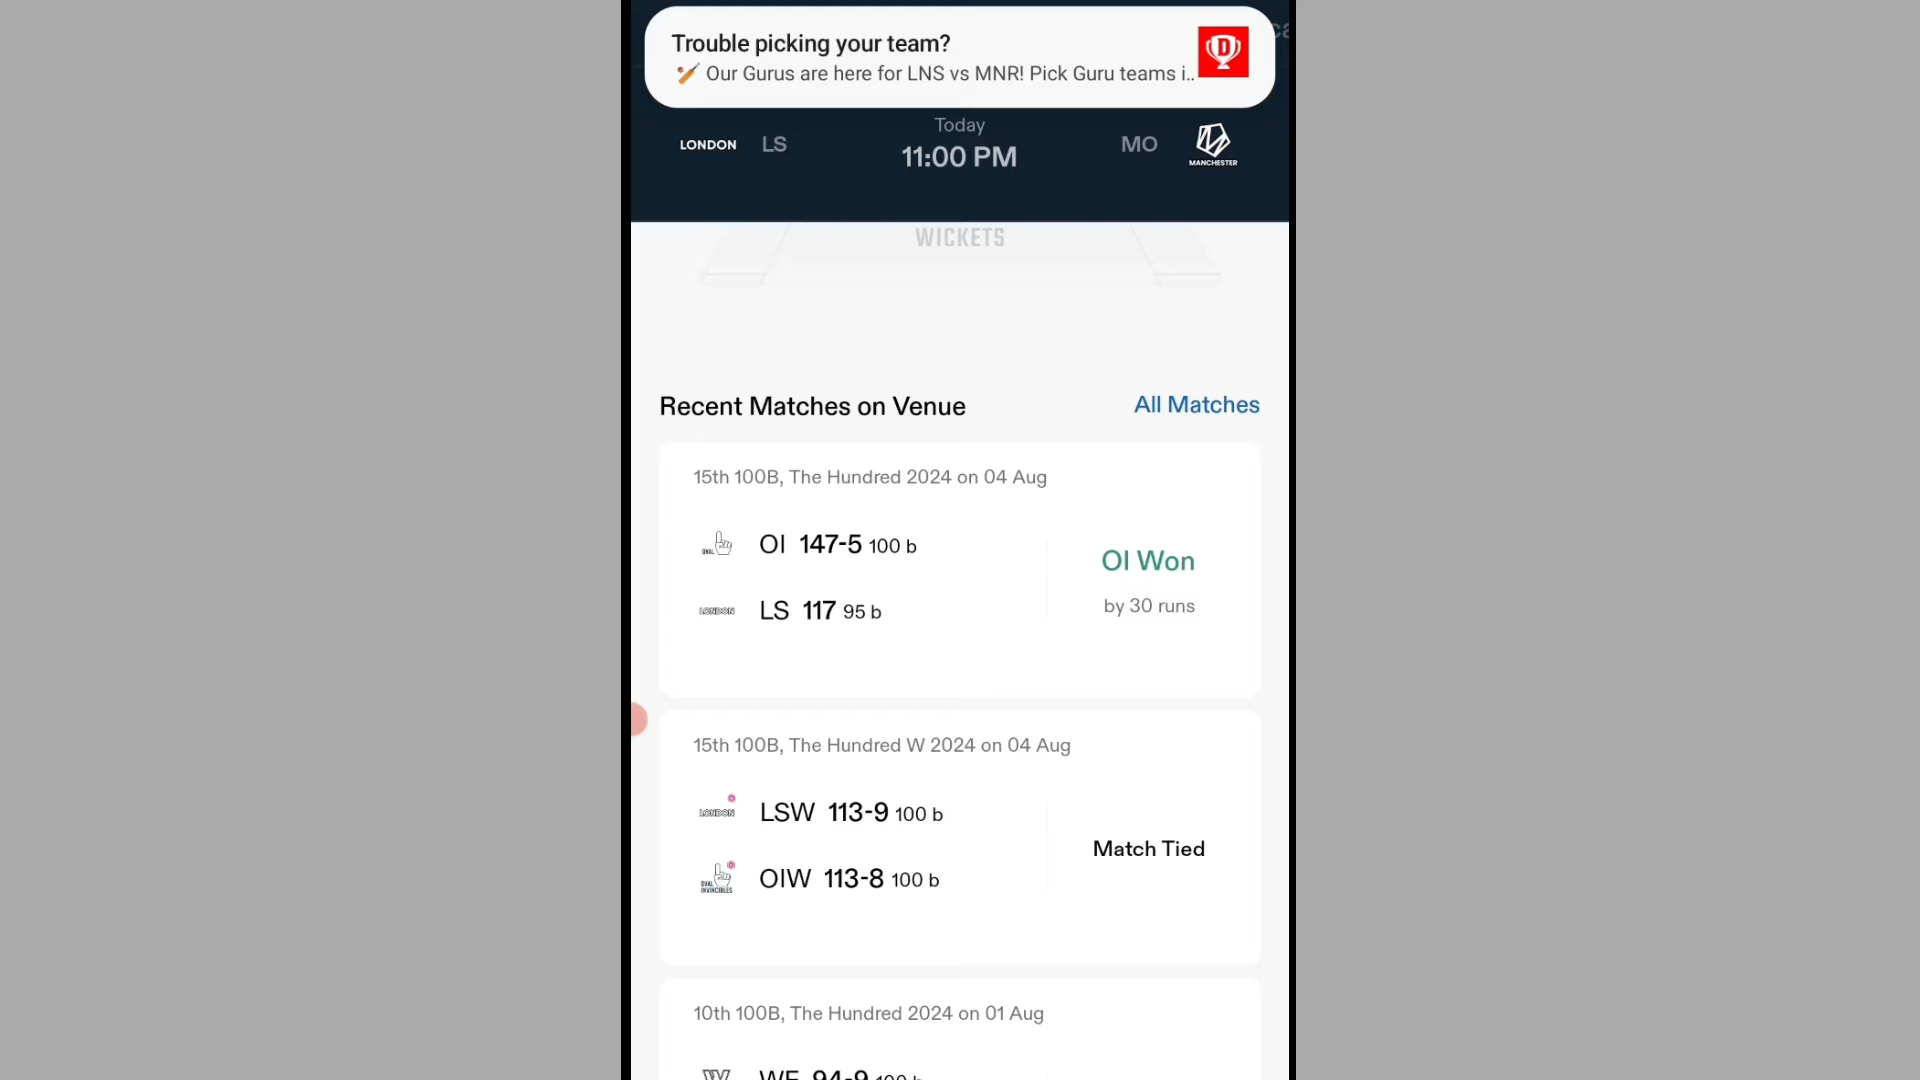 Trouble picking your team?
🏏 Our Gurus are here for LNS vs MNR! Pick Guru teams i..
Today
LONDON LS 11:00 PM MO MANCHESTER
WICKETS
Recent Matches on Venue All Matches
15th 100B, The Hundred 2024 on 04 Aug
OVAL OI 147-5 100 b
OI Won
LONDON LS 117 95 b
by 30 runs
15th 100B, The Hundred W 2024 on 04 Aug
LONDON LSW 113-9 100 b
Match Tied
OVAL INVINCIBLES OIW 113-8 100 b
10th 100B, The Hundred 2024 on 01 Aug
WF 94-9 100 b